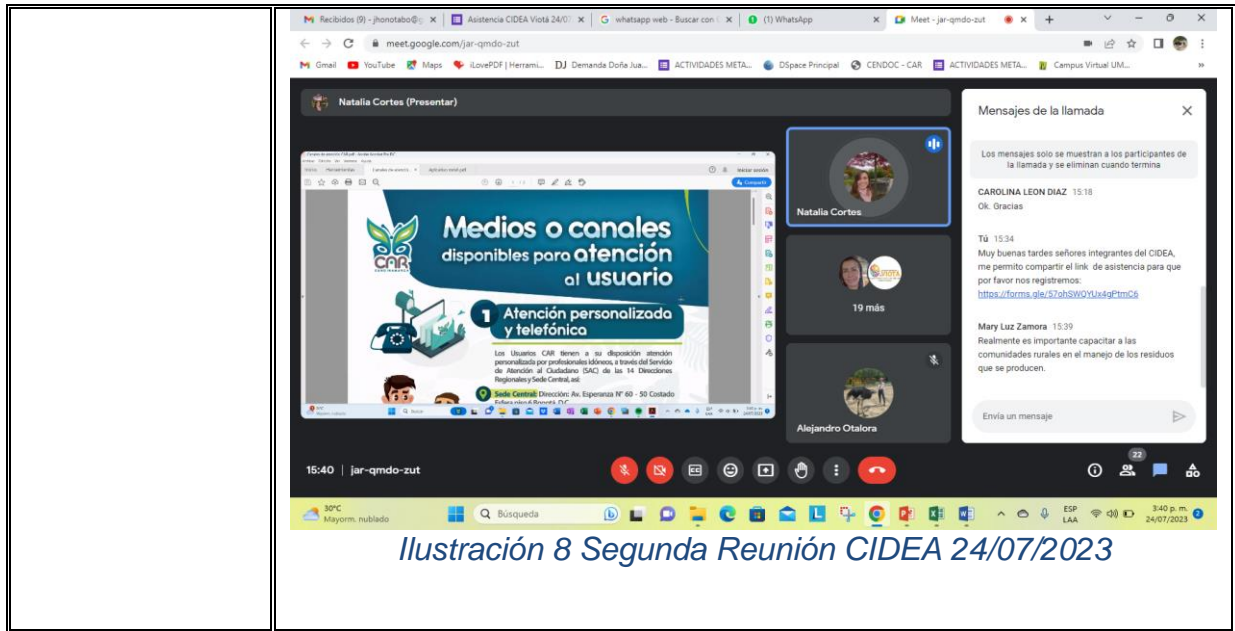 Recibidos (9) - jhonotabo@g
Asistencia CIDEA Viotá 24/07
whatsapp web - Buscar con
(1) WhatsApp
Meet - jar-qmdo-zut
meet.google.com/jar-qmdo-zut
Gmail
YouTube
Maps
iLovePDF | Herrami...
DJ Demanda Doña Jua...
ACTIVIDADES META...
DSpace Principal
CENDOC - CAR
ACTIVIDADES META...
Campus Virtual UM...
Natalia Cortes (Presentar)
Iniciar sesión
Compartir
CAR
Medios o canales
disponibles para atención
al usuario
1 Atención personalizada
y telefónica
Los Usuarios CAR tienen a su disposición atención
personalizada por profesionales idóneos, a través del Servicio
de Atención al Ciudadano (SAC) de las 14 Direcciones
Regionales y Sede Central, así:
Sede Central: Dirección: Av. Esperanza N° 60 - 50 Costado
Natalia Cortes
VIOTÁ
19 más
Alejandro Otalora
Mensajes de la llamada
Los mensajes solo se muestran a los participantes de
la llamada y se eliminan cuando termina
CAROLINA LEON DIAZ 15:18
Ok. Gracias
Tú 15:34
Muy buenas tardes señores integrantes del CIDEA,
me permito compartir el link de asistencia para que
por favor nos registremos:
https://forms.gle/57ohSWQYUx4gPtmC6
Mary Luz Zamora 15:39
Realmente es importante capacitar a las
comunidades rurales en el manejo de los residuos
que se producen.
Envía un mensaje
15:40 | jar-qmdo-zut
22
30°C
Mayorm. nublado
Búsqueda
ESP
LAA
3:40 p. m.
24/07/2023
2
Ilustración 8 Segunda Reunión CIDEA 24/07/2023